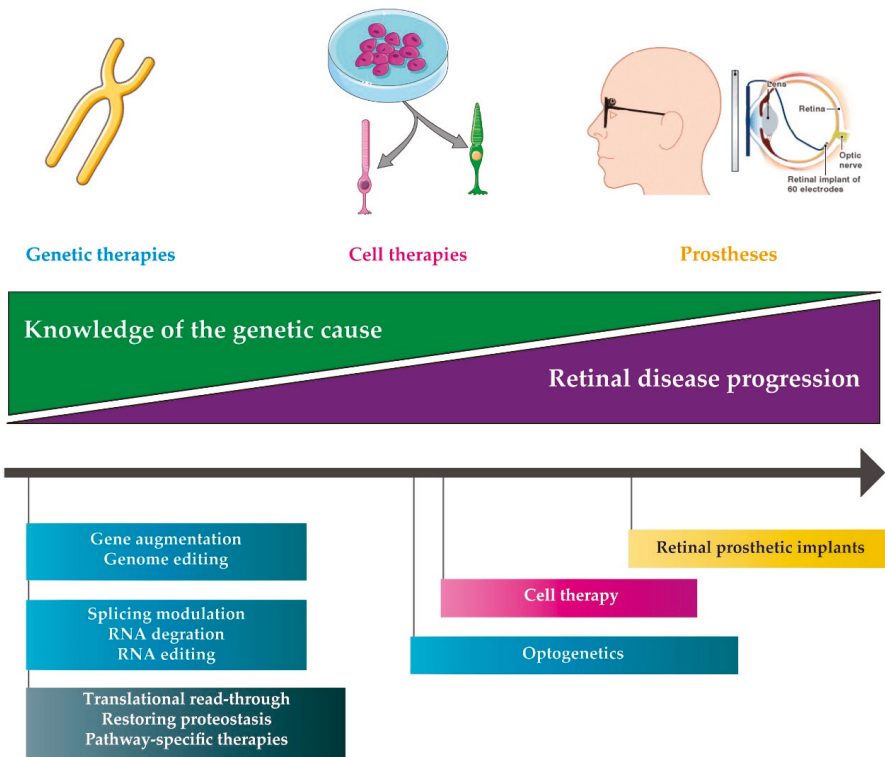 Lens
Retina
Optic
nerve
Retinal implant of
60 electrodes
Genetic therapies
Cell therapies
Prostheses
Knowledge of the genetic cause
Retinal disease progression
Gene augmentation
Genome editing
Retinal prosthetic implants
Cell therapy
Splicing modulation
RNA degration
RNA editing
Optogenetics
Translational read-through
Restoring proteostasis
Pathway-specific therapies